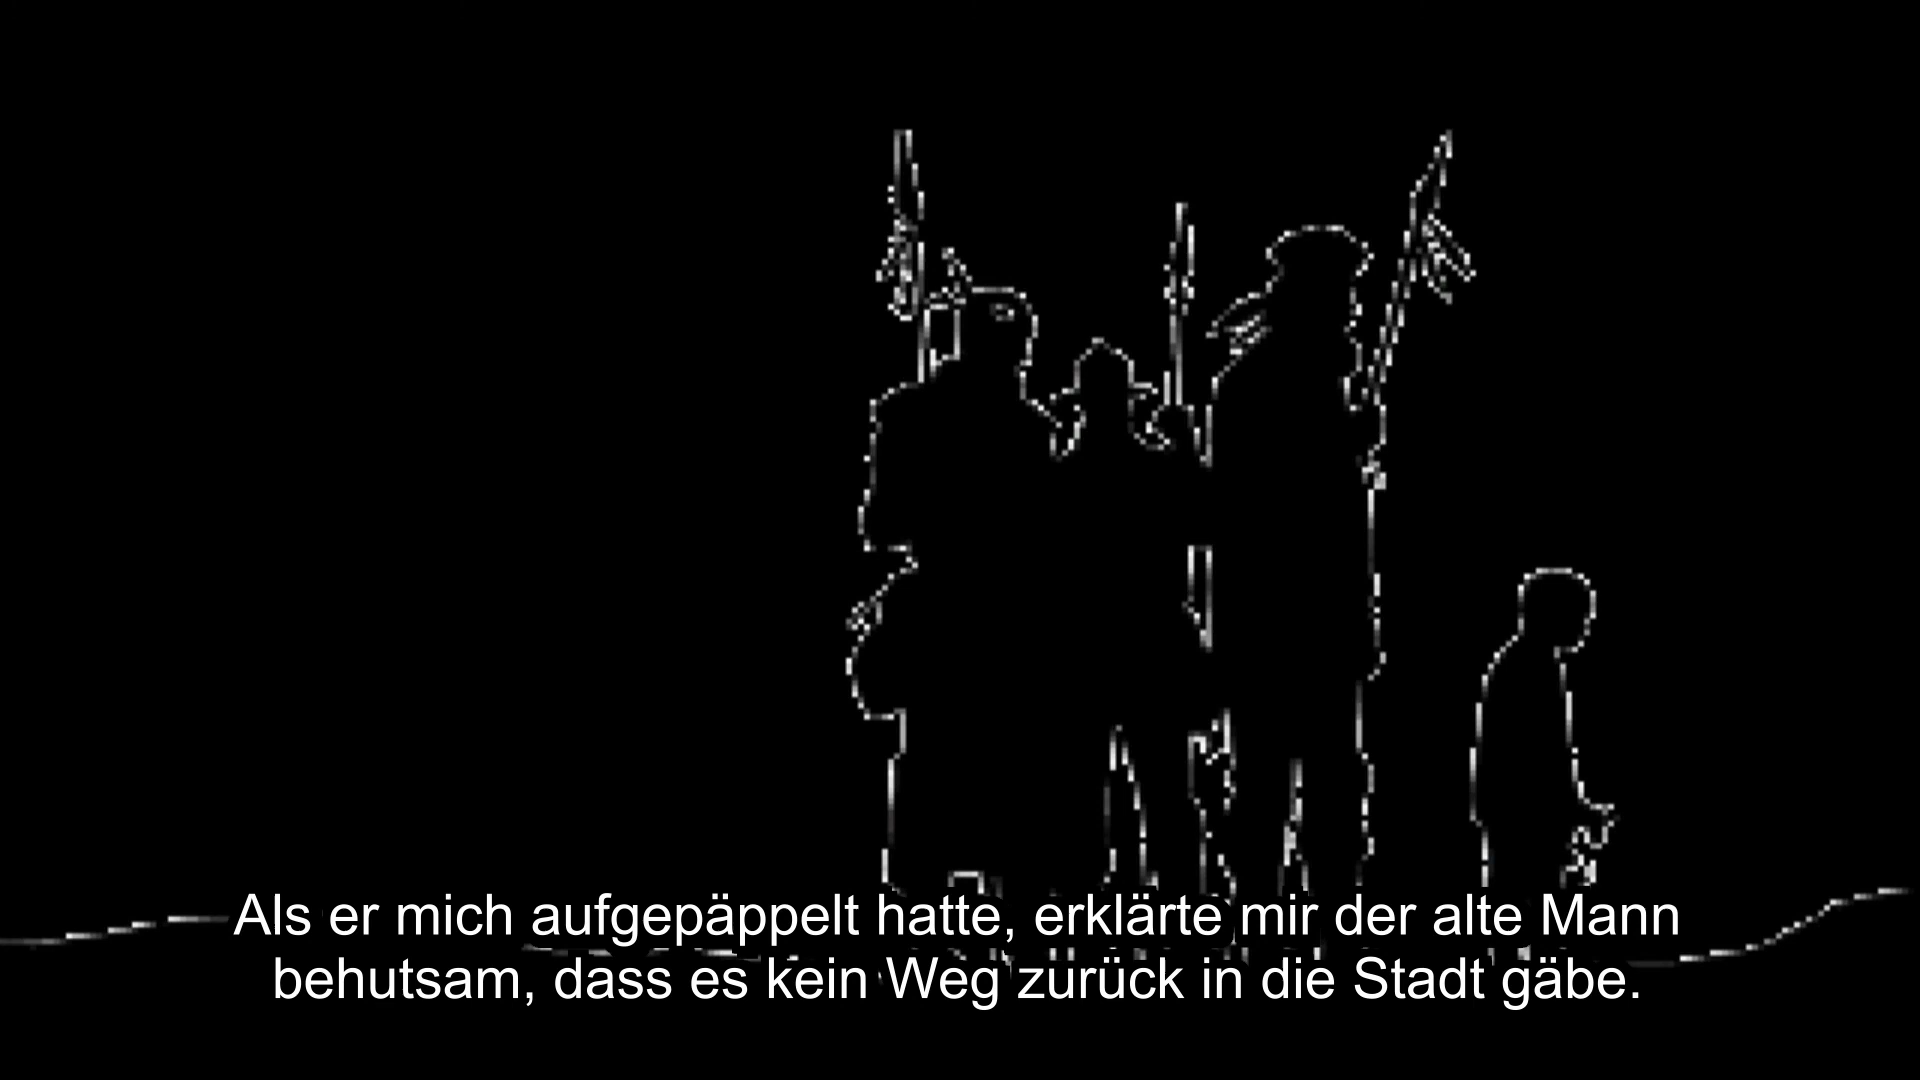 Als er mich aufgepäppelt hatte, erklärte mir der alte Mann
behutsam, dass es kein Weg zurück in die Stadt gäbe.